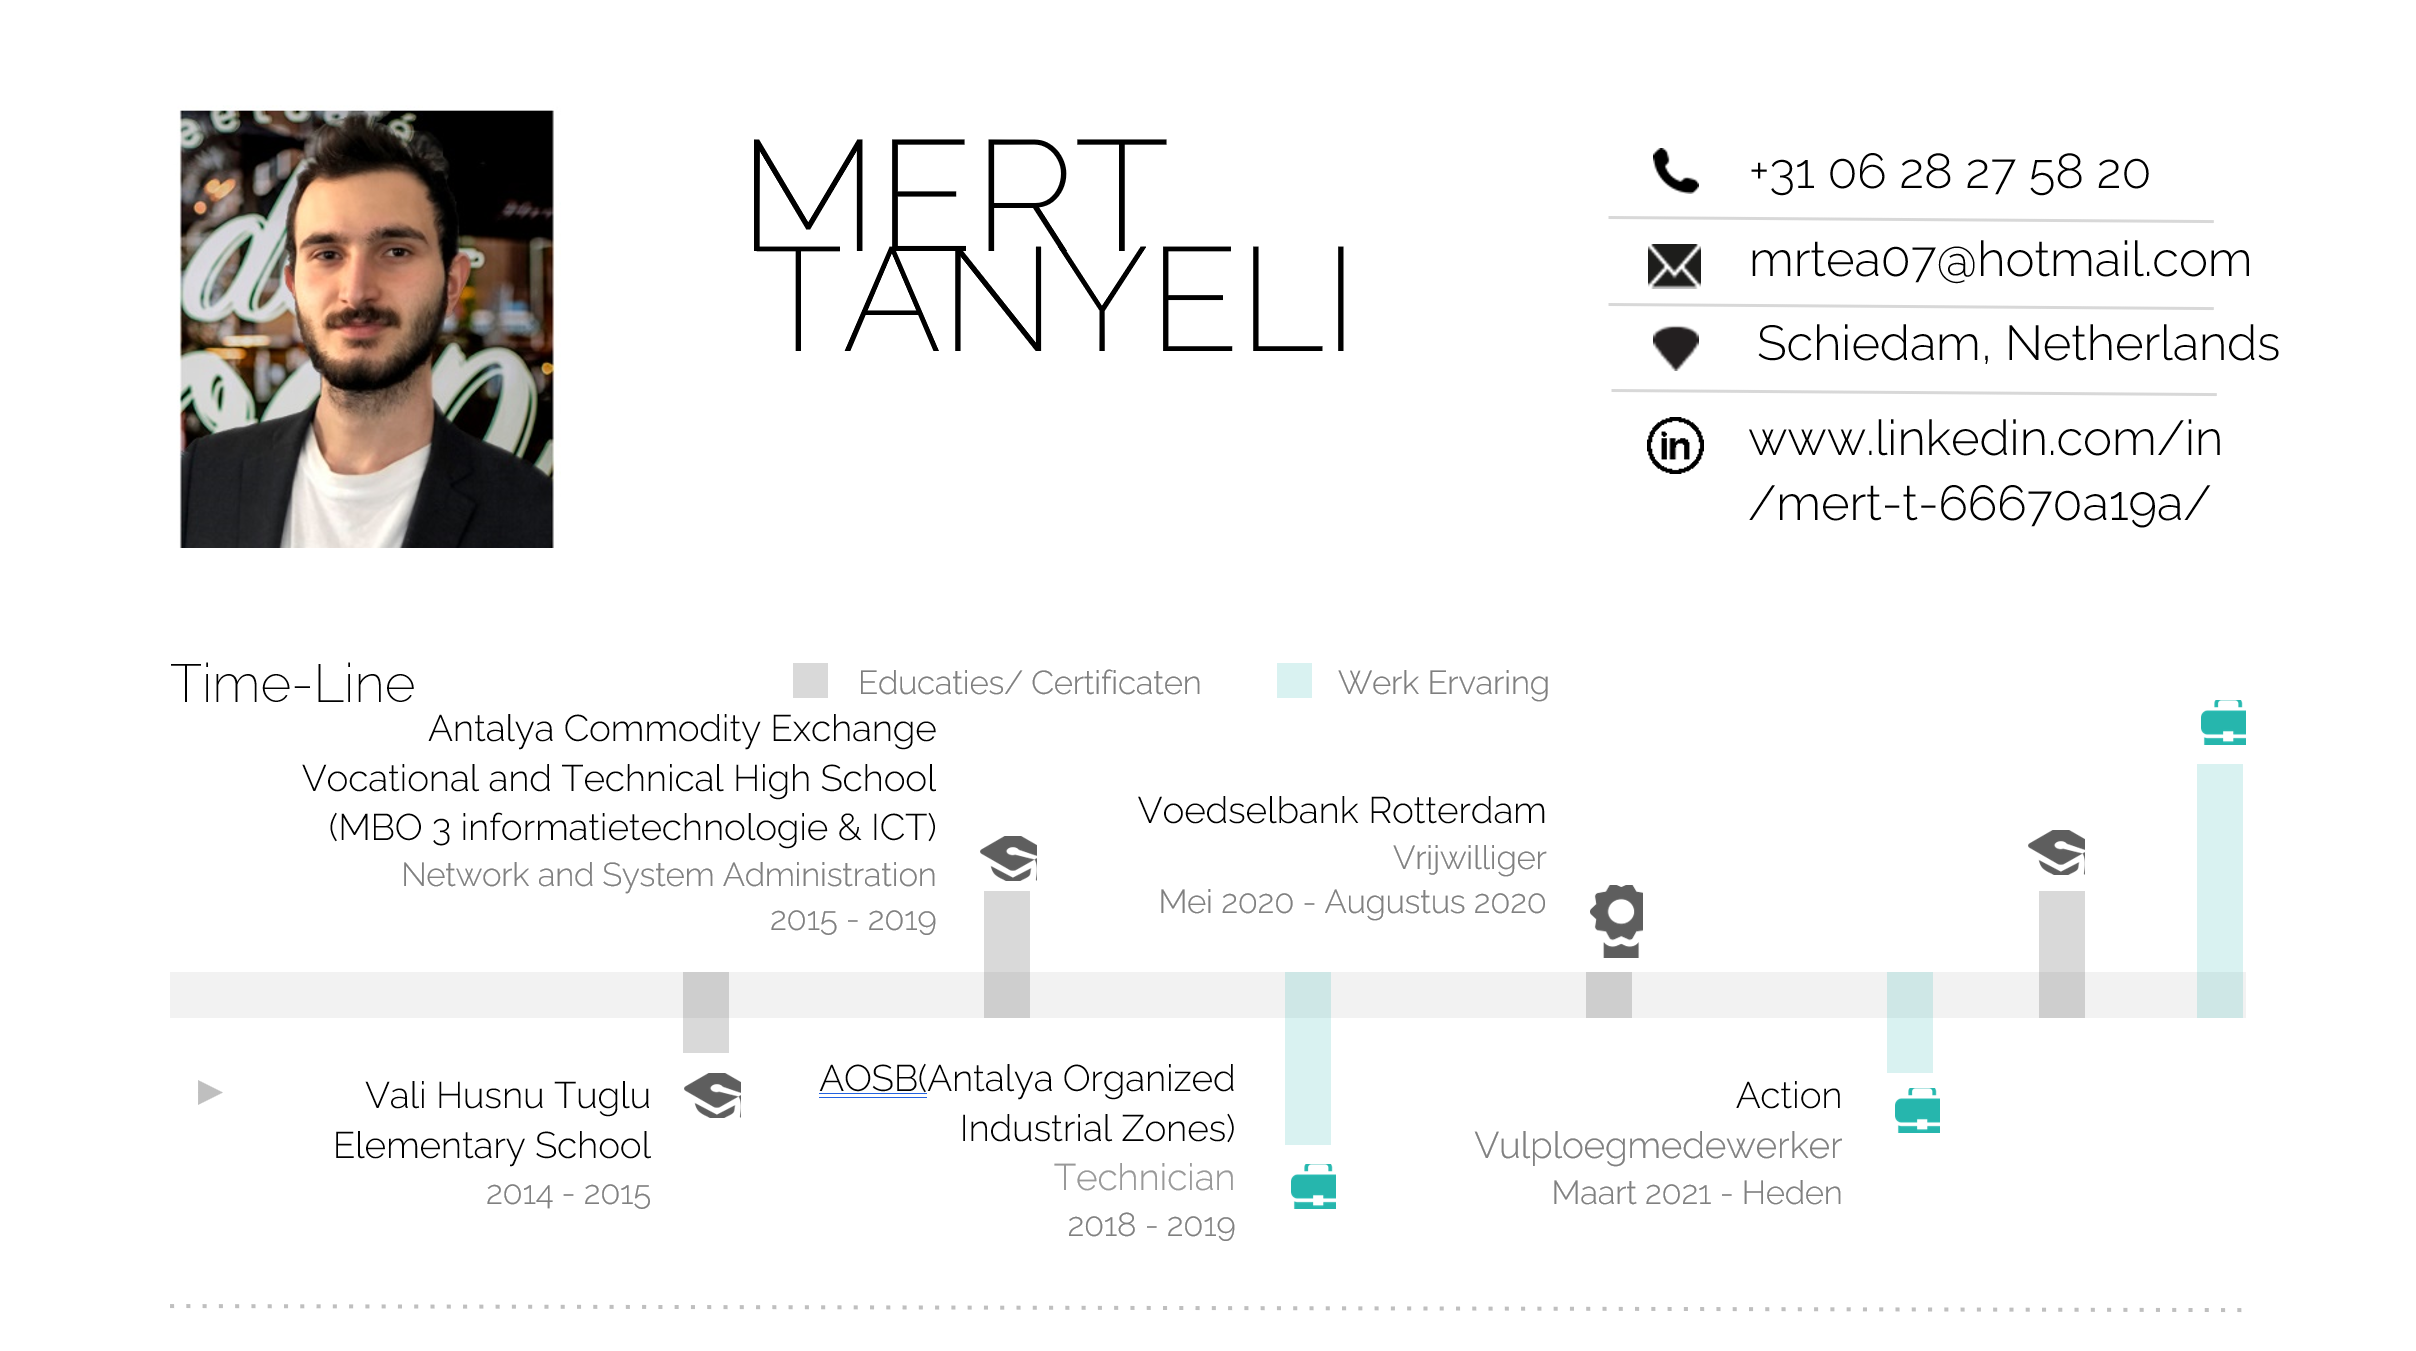 MERT
TANYELI
+31 06 28 27 58 20
mrtea07@hotmail.com
Schiedam, Netherlands
in
www.linkedin.com/in
/mert-t-66670a19a/
Time-Line
Educaties/ Certificaten
Werk Ervaring
Antalya Commodity Exchange
Vocational and Technical High School
(MBO 3 informatietechnologie & ICT)
Network and System Administration
2015 - 2019
Voedselbank Rotterdam
Vrijwilliger
Mei 2020 - Augustus 2020
Vali Husnu Tuglu
Elementary School
2014 - 2015
AOSB(Antalya Organized
Industrial Zones)
Technician
2018 - 2019
Action
Vulploegmedewerker
Maart 2021 - Heden